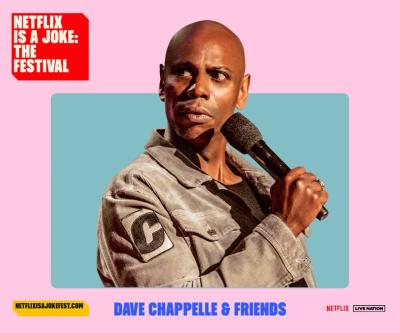 NETFLIX
IS A JOKE:
THE
FESTIVAL
C
NETFLIXISAJOKEFEST.COM
DAVE CHAPPELLE & FRIENDS
NETFLIX
LIVE NATION